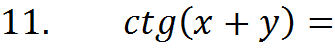 11. ctg(x + y) =